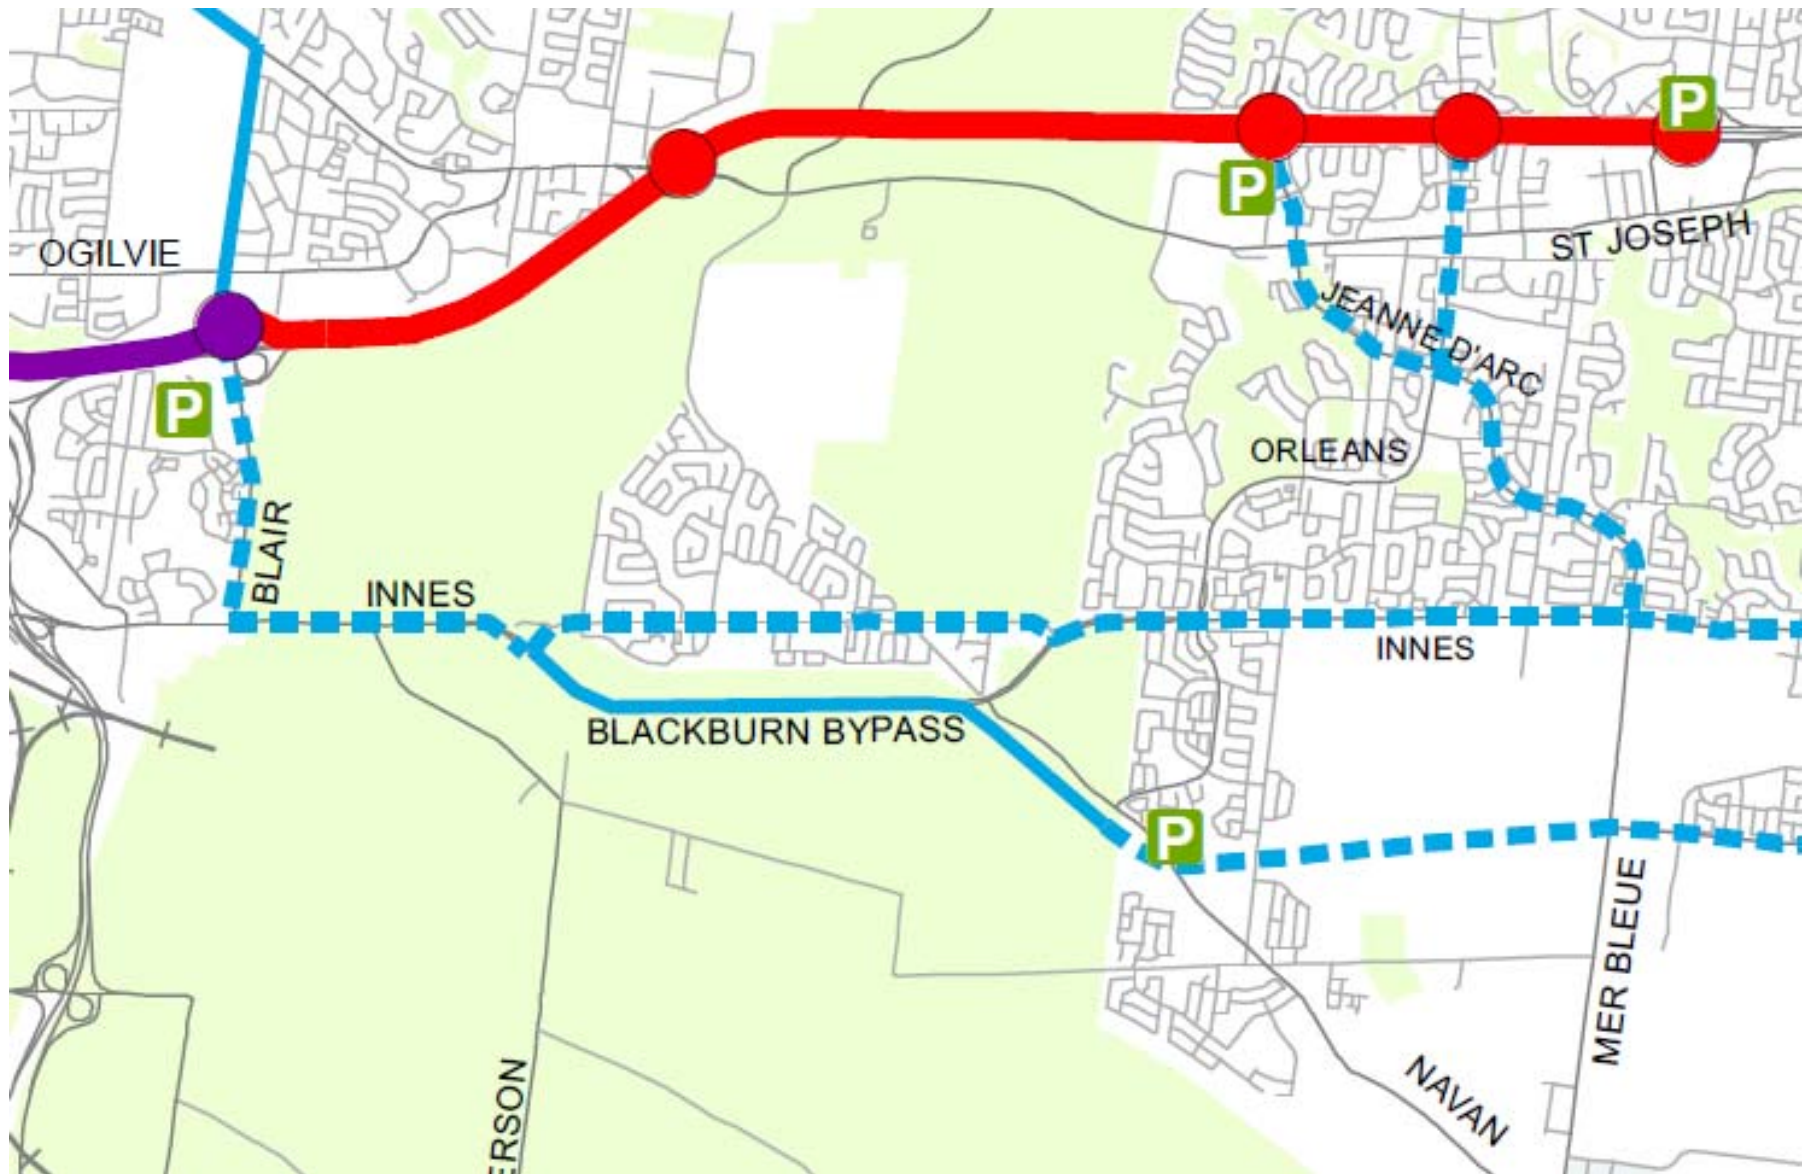 P
P
OGILVIE
ST JOSEPH
JEANNE D'ARC
P
ORLEANS
BLAIR
INNES
INNES
BLACKBURN BYPASS
P
MER BLEUE
NAVAN
ERSON